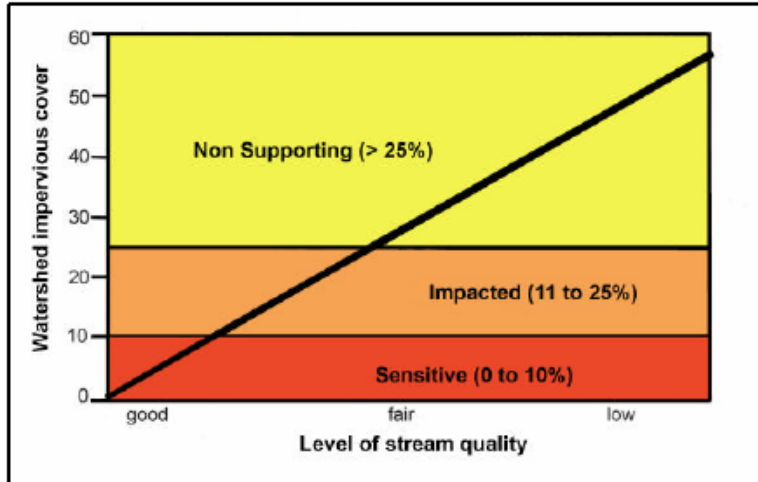 Watershed impervious cover
60
50
40
30
20
10
0
Non Supporting (> 25%)
Impacted (11 to 25%)
Sensitive (0 to 10%)
good
fair
low
Level of stream quality